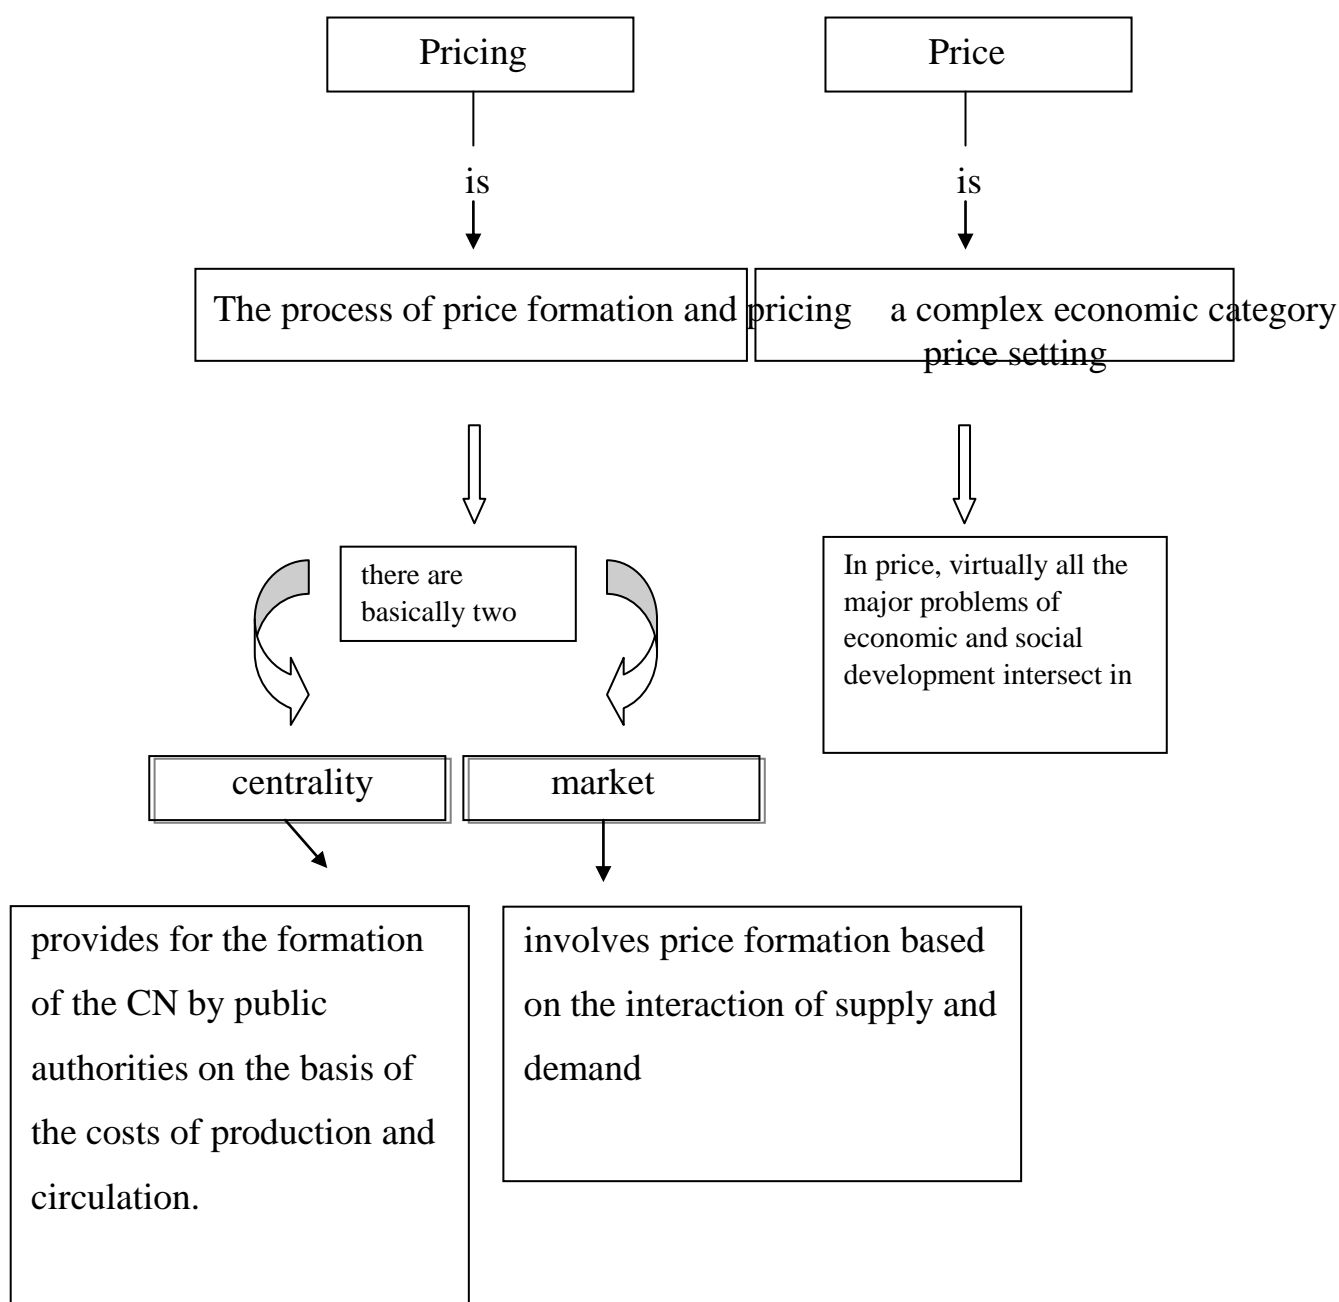 Pricing
Price
is
is
The process of price formation and pricing
a complex economic category
price setting
there are
basically two
In price, virtually all the
major problems of
economic and social
development intersect in
centrality
market
provides for the formation
of the CN by public
authorities on the basis of
the costs of production and
circulation.
involves price formation based
on the interaction of supply and
demand